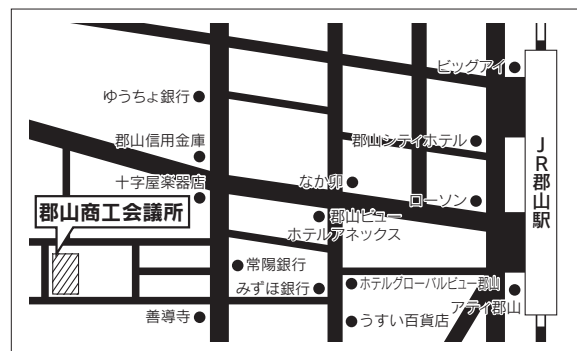 ビッグアイ
ゆうちょ銀行
郡山信用金庫
郡山シティホテル
十字屋楽器店
なか卯
ローソン
JR郡山駅
郡山商工会議所
郡山ビュー
ホテルアネックス
常陽銀行
みずほ銀行
ホテルグローバルビュー郡山
アティ郡山
善導寺
うすい百貨店